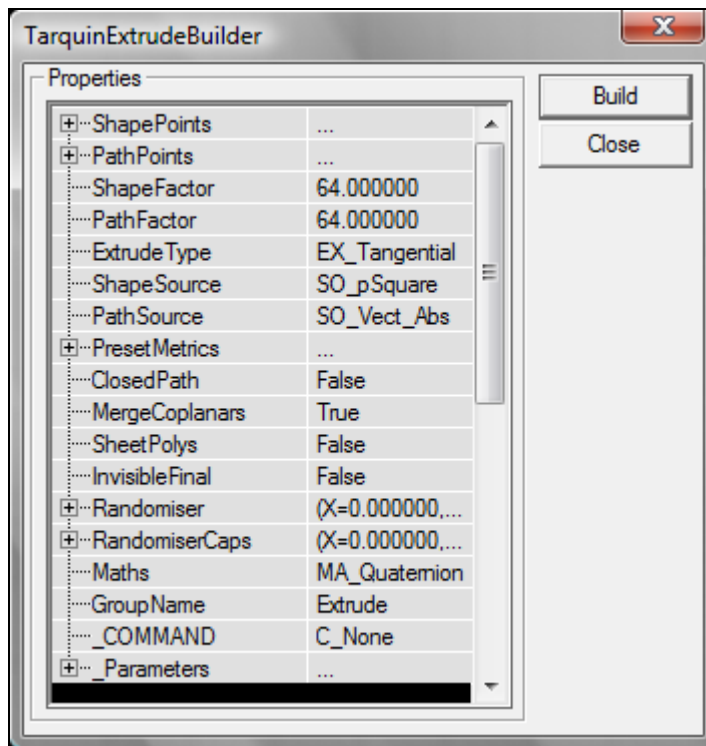 TarquinExtrudeBuilder
Properties
Build
Close
ShapePoints ...
PathPoints ...
ShapeFactor 64.000000
PathFactor 64.000000
ExtrudeType EX_Tangential
ShapeSource SO_pSquare
PathSource SO_Vect_Abs
PresetMetrics ...
ClosedPath False
MergeCoplanars True
SheetPolys False
InvisibleFinal False
Randomiser (X=0.000000,...
RandomiserCaps (X=0.000000,...
Maths MA_Quaternion
GroupName Extrude
_COMMAND C_None
_Parameters ...